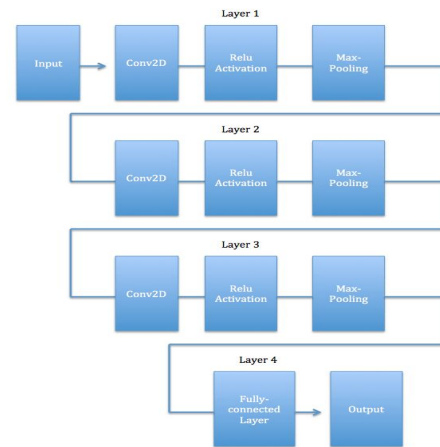 Layer 1
Input
Conv2D
Relu
Activation
Max-
Pooling
Layer 2
Conv2D
Relu
Activation
Max-
Pooling
Layer 3
Conv2D
Relu
Activation
Max-
Pooling
Layer 4
Fully-
connected
Layer
Output